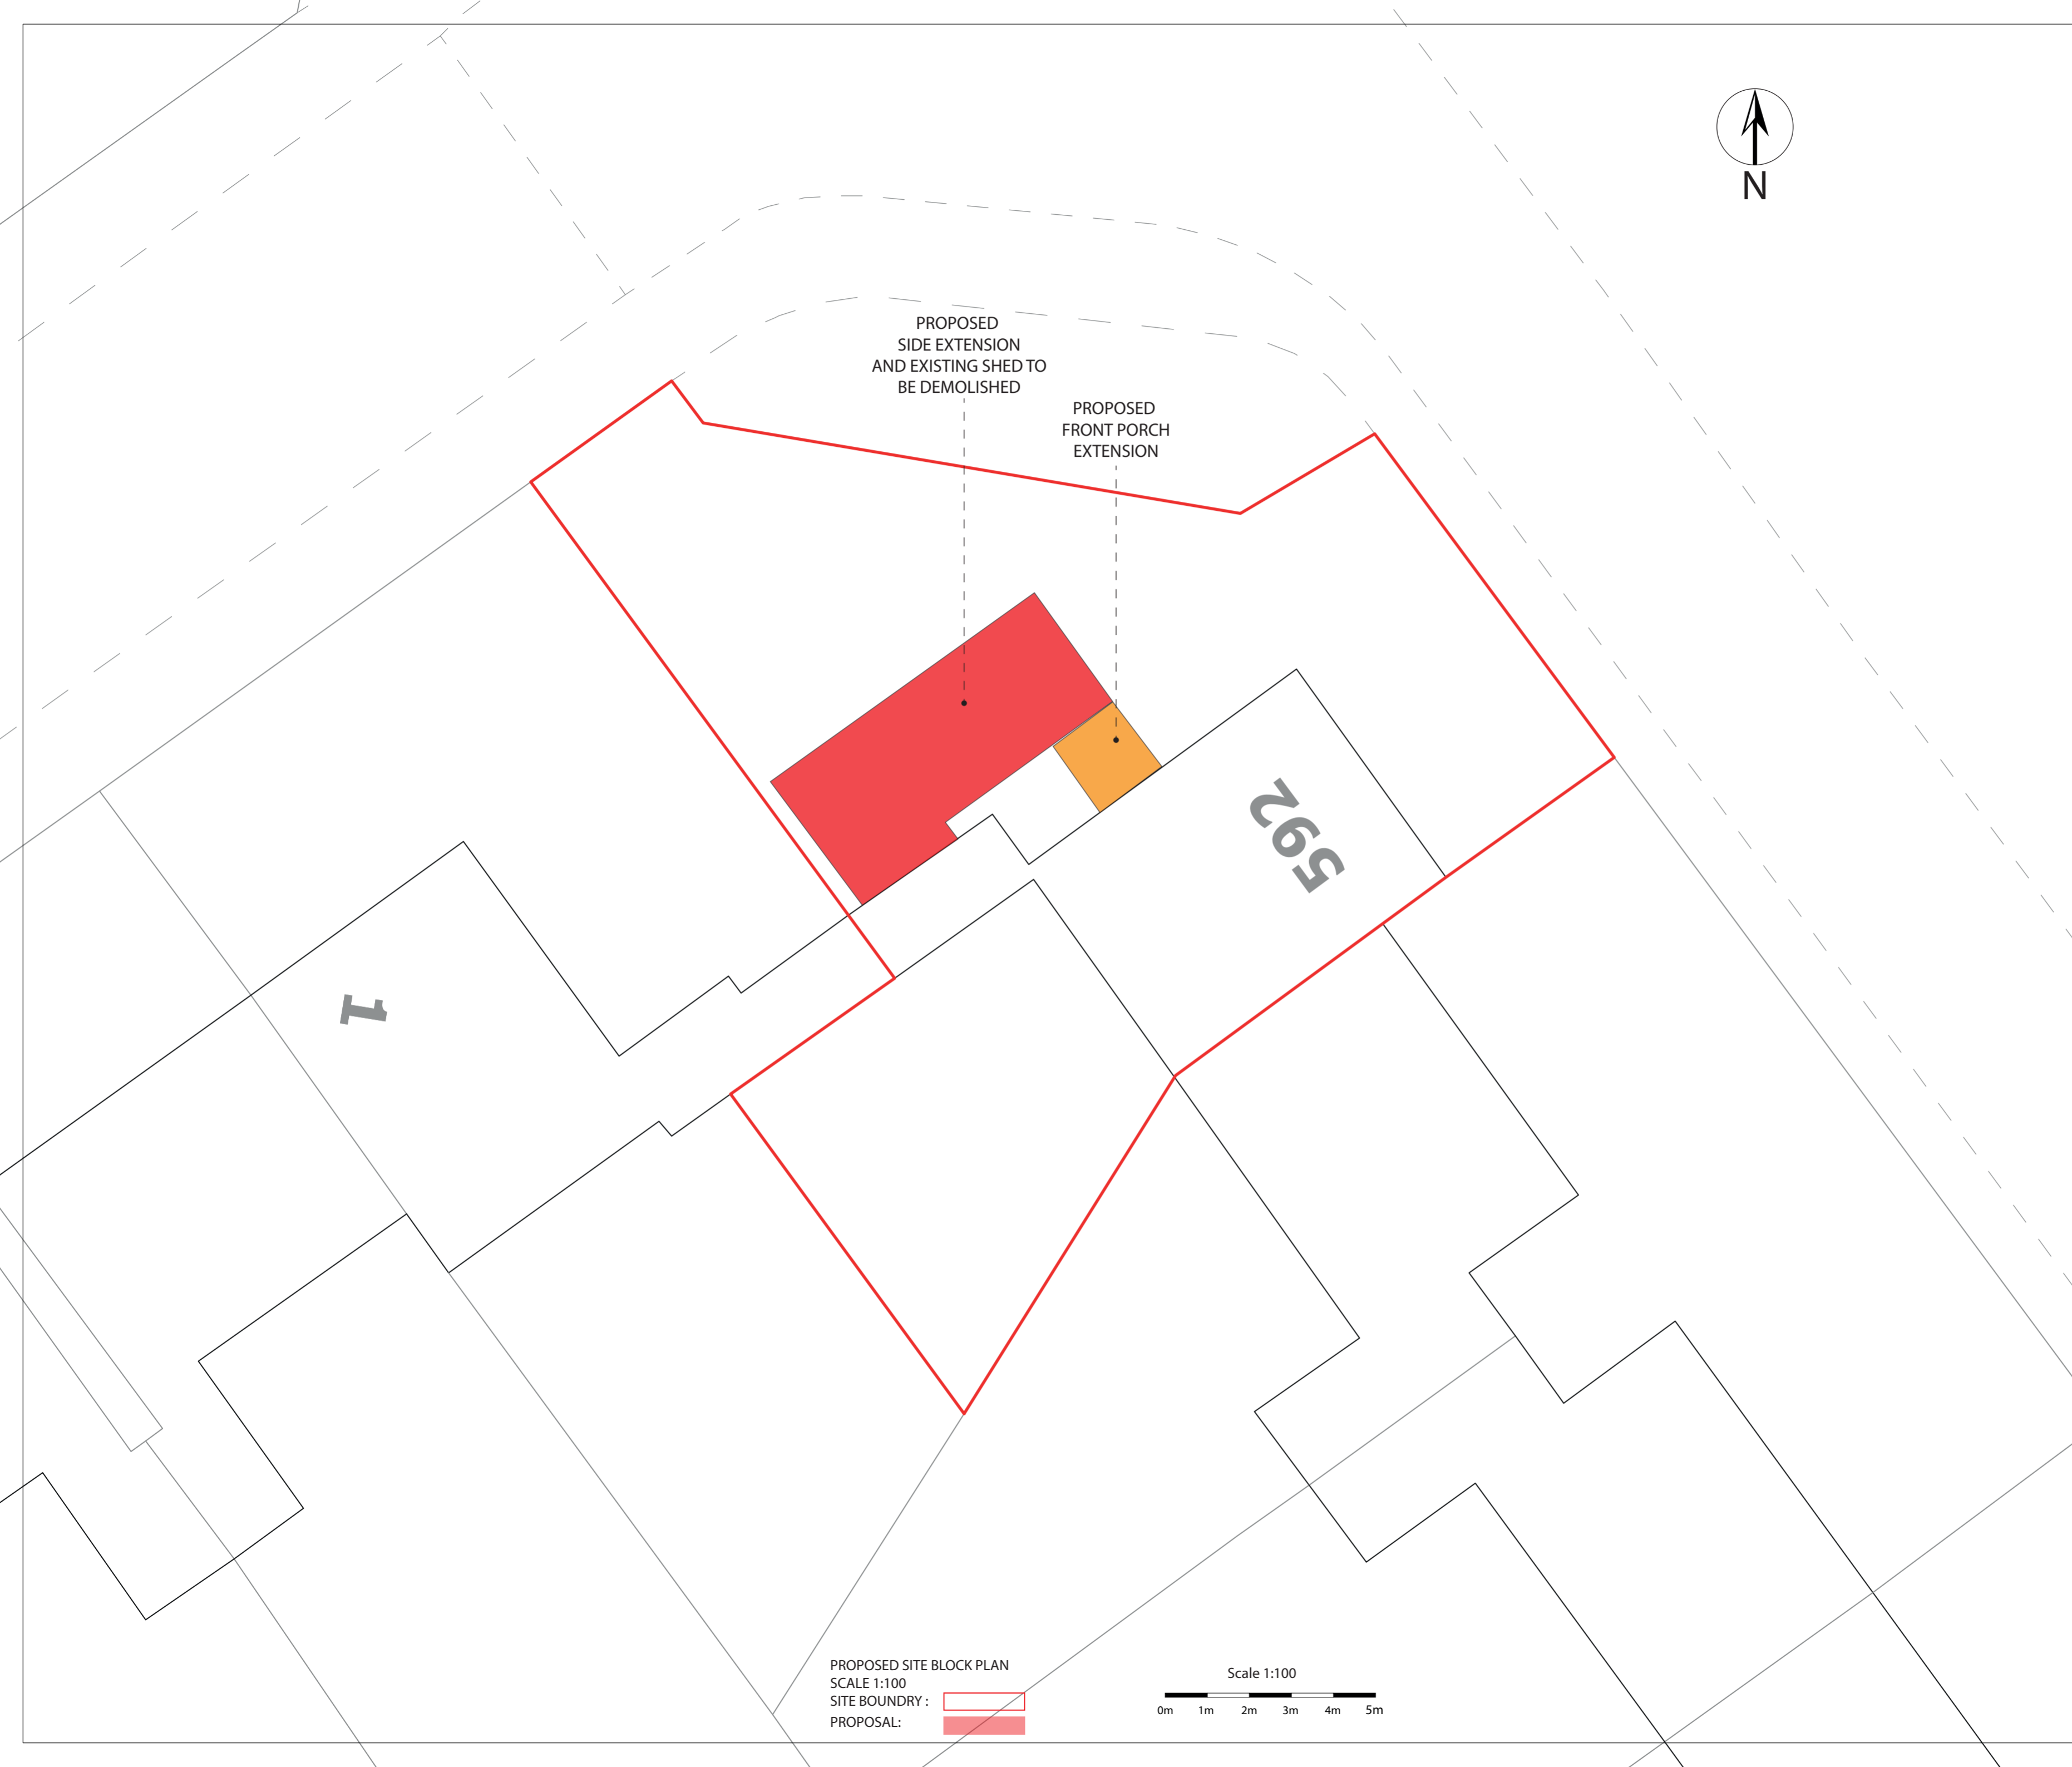 N
PROPOSED
SIDE EXTENSION
AND EXISTING SHED TO
BE DEMOLISHED
PROPOSED
FRONT PORCH
EXTENSION
592
1
PROPOSED SITE BLOCK PLAN
SCALE 1:100
SITE BOUNDRY :
PROPOSAL:
Scale 1:100
0m 1m 2m 3m 4m 5m